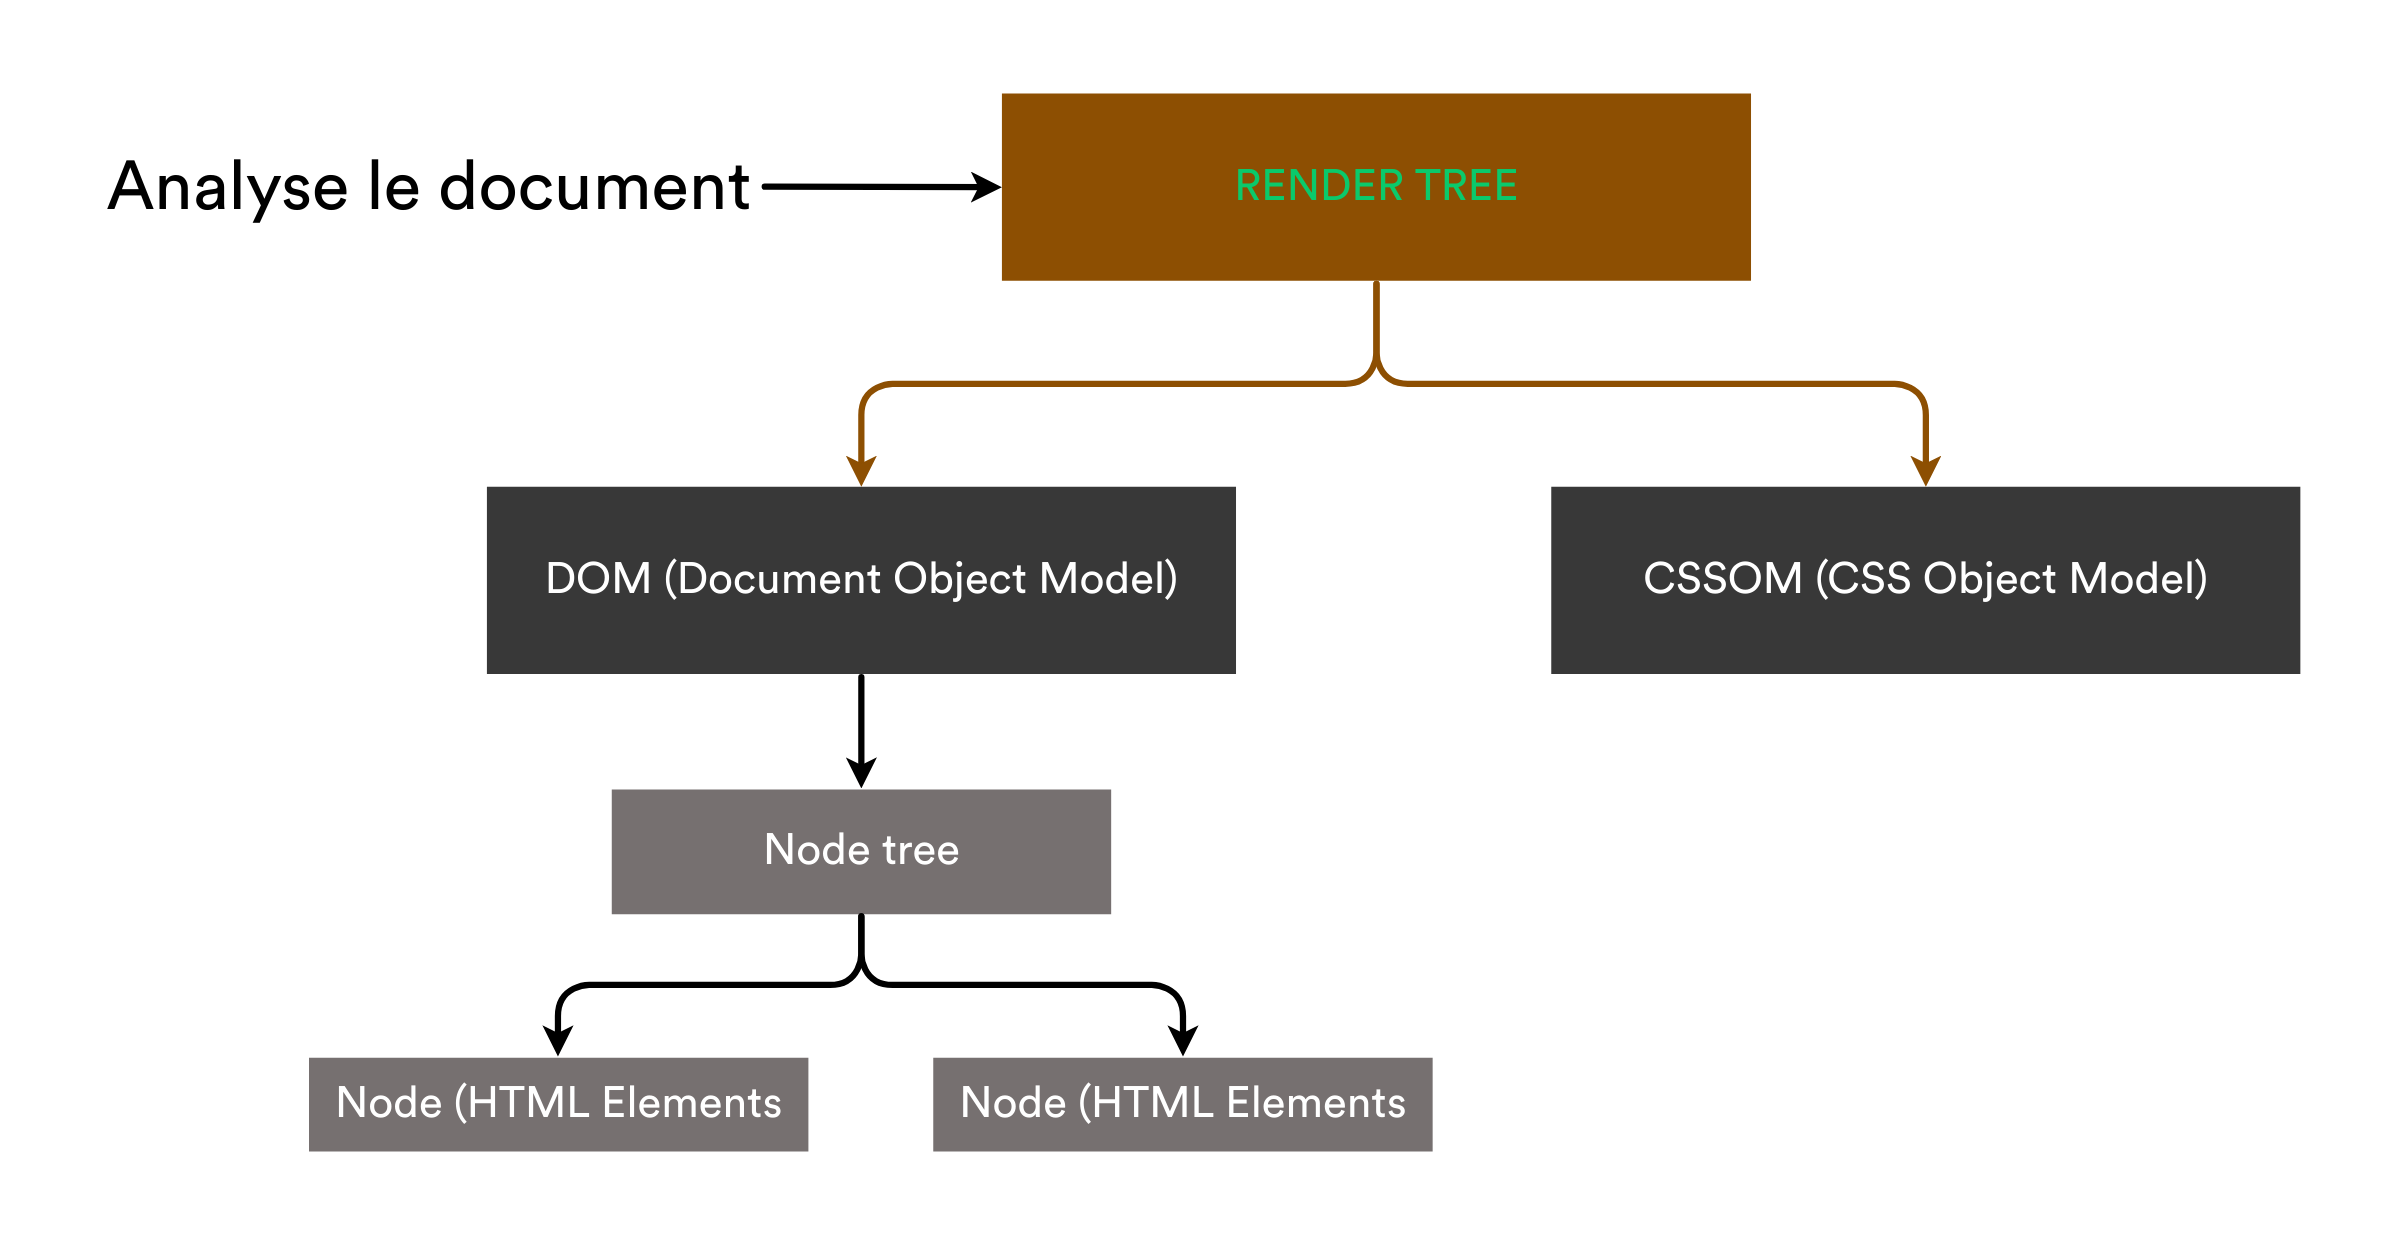 Analyse le document
RENDER TREE
DOM (Document Object Model)
CSSOM (CSS Object Model)
Node tree
Node (HTML Elements
Node (HTML Elements